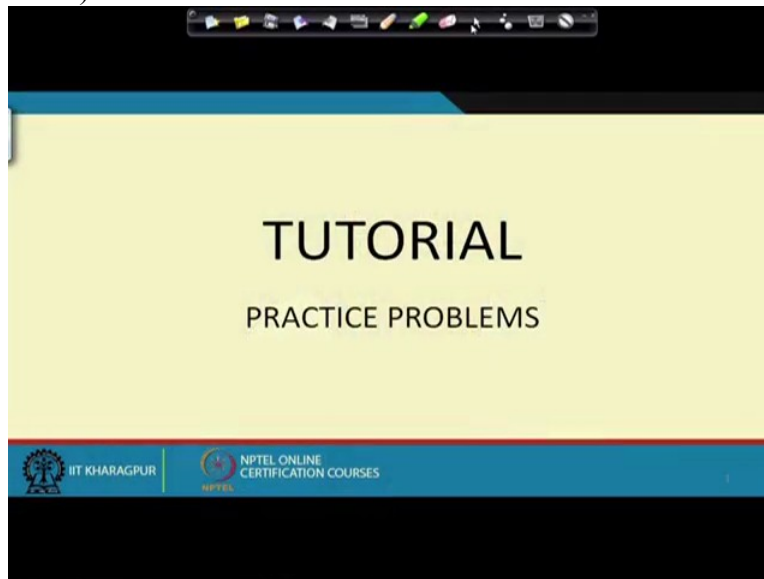 TUTORIAL
PRACTICE PROBLEMS
IIT KHARAGPUR
NPTEL
NPTEL ONLINE
CERTIFICATION COURSES
1